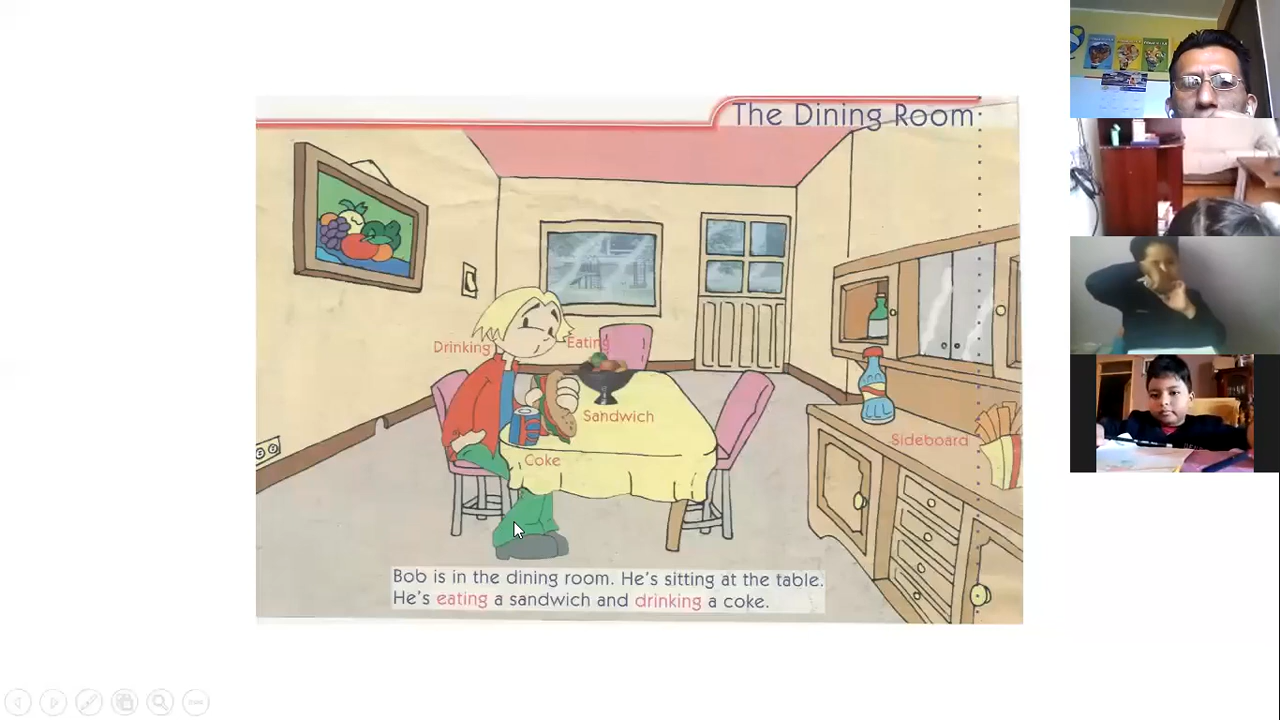 The Dining Room
Drinking
Eating
Sandwich
Coke
Sideboard
Bob is in the dining room. He's sitting at the table.
He's eating a sandwich and drinking a coke.